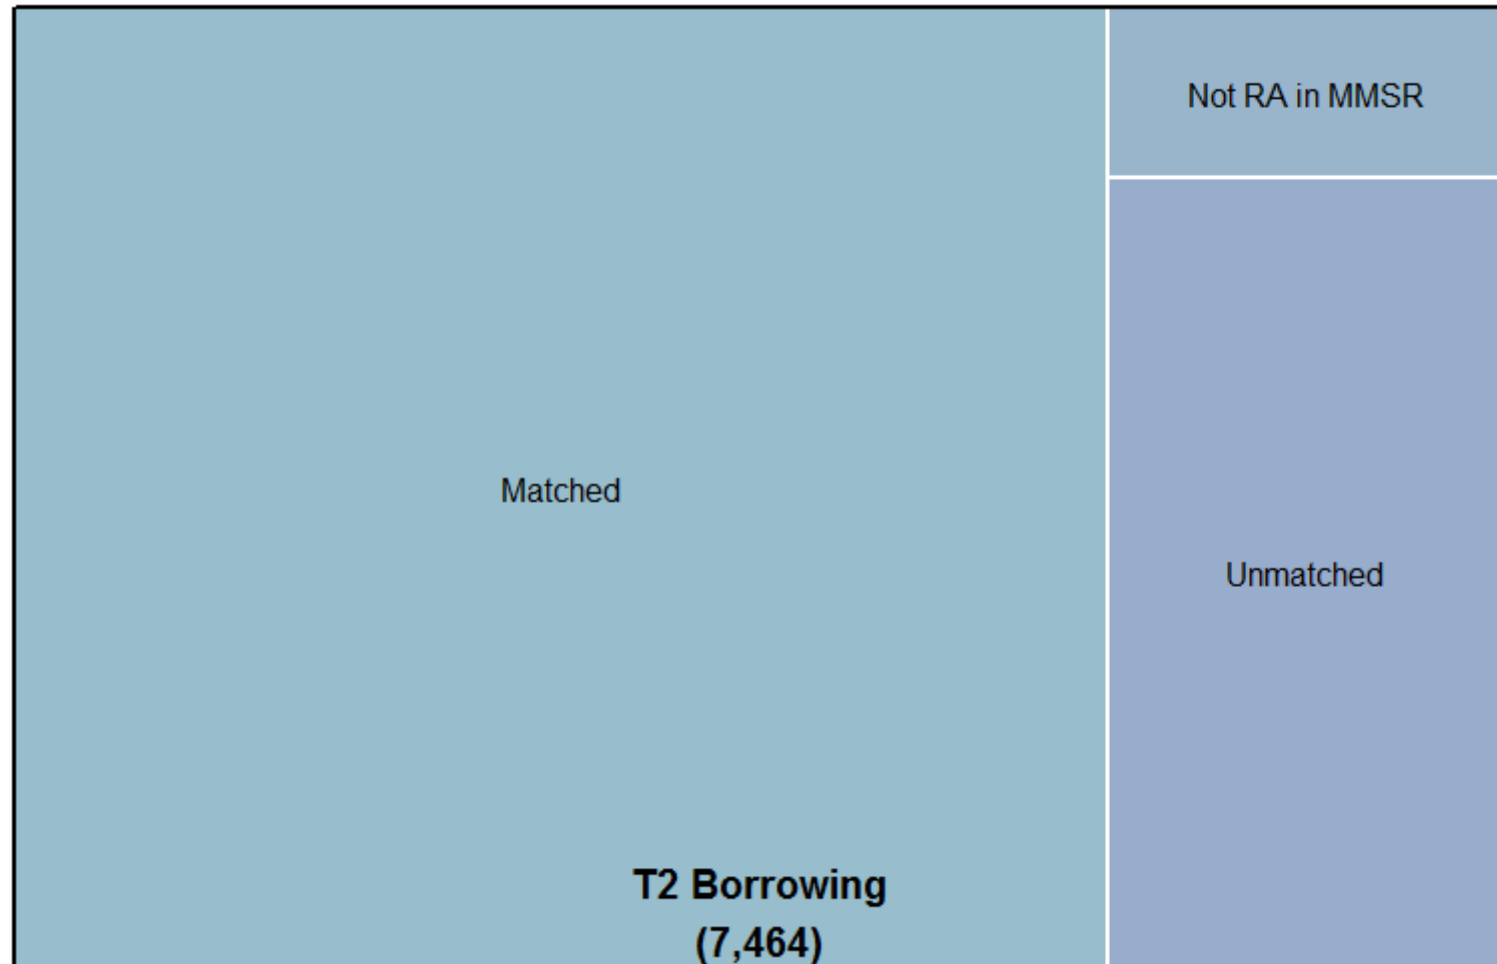 Not RA in MMSR
Matched
Unmatched
T2 Borrowing
(7,464)